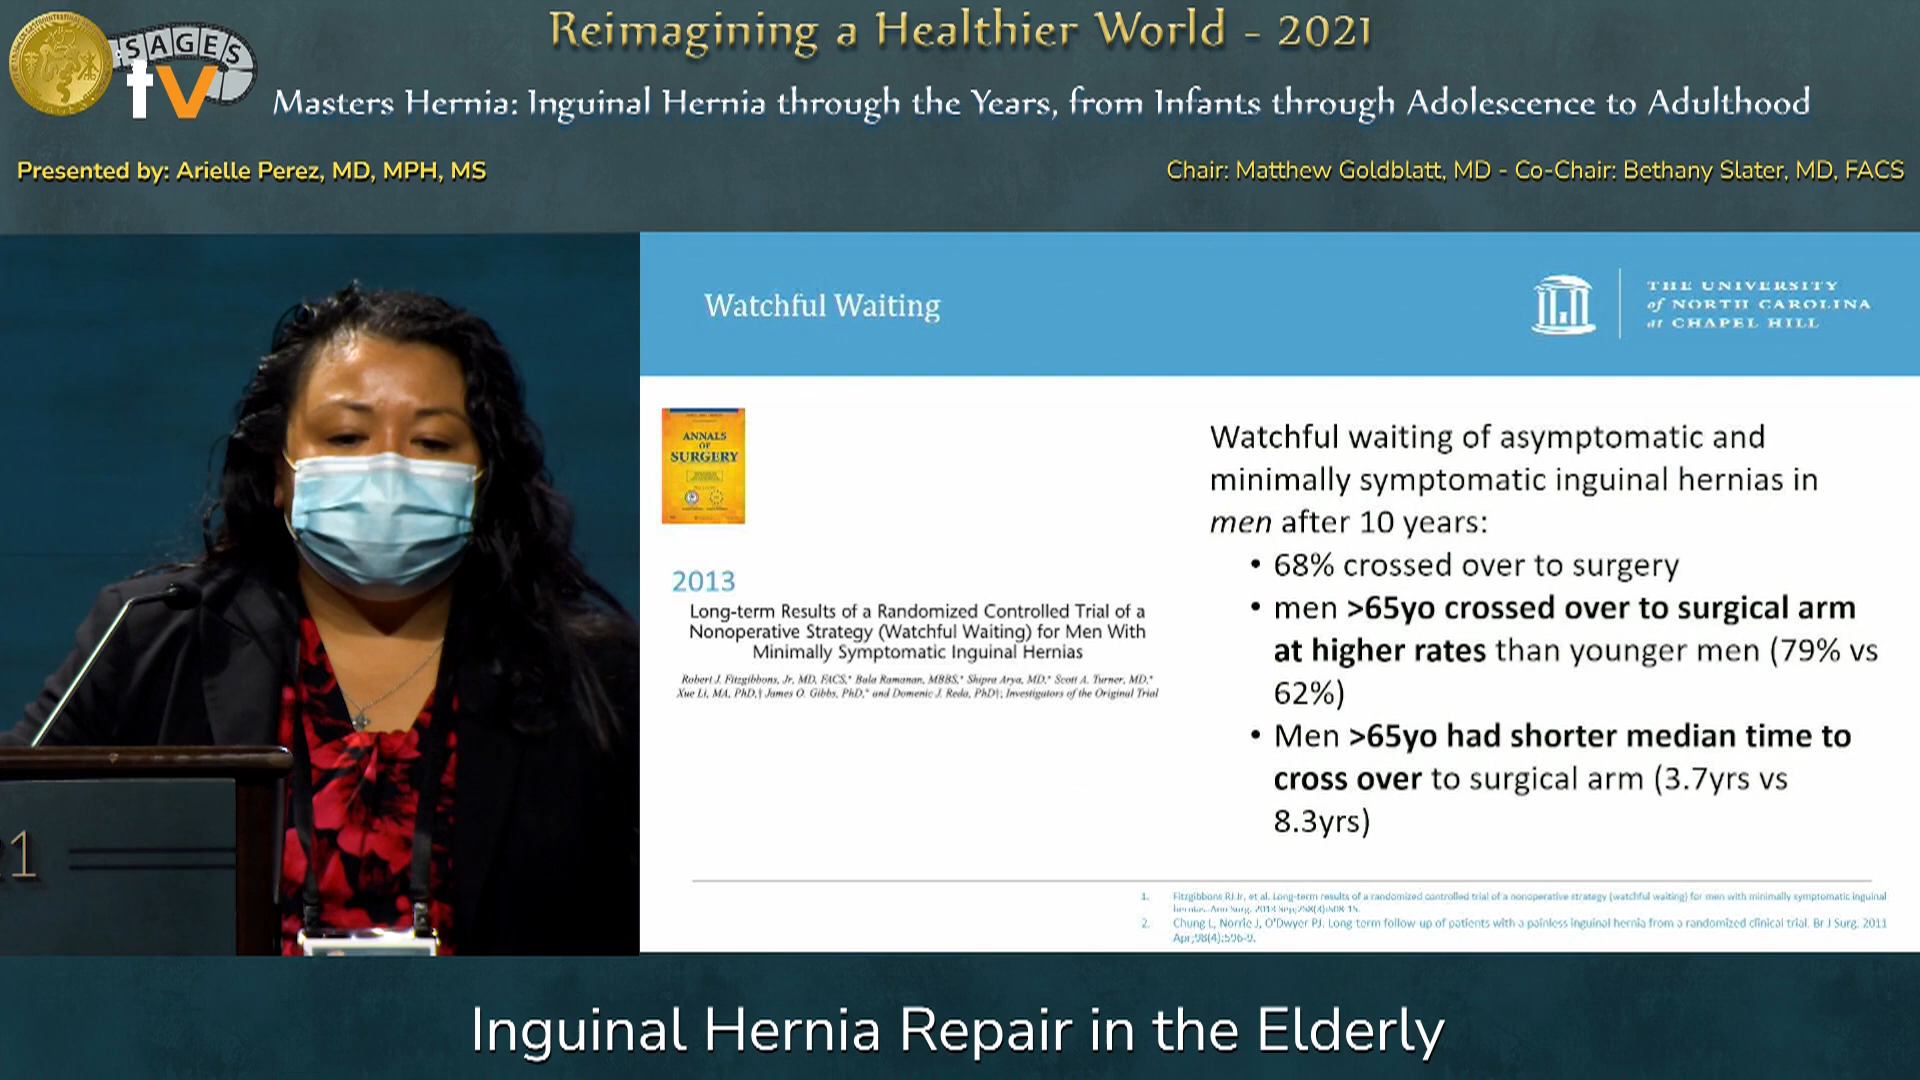 Reimagining a Healthier World - 2021
SAGES
tv
Masters Hernia: Inguinal Hernia through the Years, from Infants through Adolescence to Adulthood
Presented by: Arielle Perez, MD, MPH, MS
Chair: Matthew Goldblatt, MD - Co-Chair: Bethany Slater, MD, FACS
Watchful Waiting
THE UNIVERSITY
of NORTH CAROLINA
at CHAPEL HILL
ANNALS
OF
SURGERY
2013
Long-term Results of a Randomized Controlled Trial of a
Nonoperative Strategy (Watchful Waiting) for Men With
Minimally Symptomatic Inguinal Hernias
Robert J. Fitzgibbons, Jr, MD, FACS,* Bala Ramanan, MBBS,* Shipra Arya, MD,* Scott A. Turner, MD,*
Xue Li, MA, PhD,† James O. Gibbs, PhD,* and Domenic J. Reda, PhD†; Investigators of the Original Trial
Watchful waiting of asymptomatic and
minimally symptomatic inguinal hernias in
men after 10 years:
• 68% crossed over to surgery
• men >65yo crossed over to surgical arm
at higher rates than younger men (79% vs
62%)
• Men >65yo had shorter median time to
cross over to surgical arm (3.7yrs vs
8.3yrs)
1. Fitzgibbons RJ Jr, et al. Long-term results of a randomized controlled trial of a nonoperative strategy (watchful waiting) for men with minimally symptomatic inguinal
hernias. Ann Surg. 2013 Sep;258(3):508-15.
2. Chung L, Norrie J, O'Dwyer PJ. Long term follow up of patients with a painless inguinal hernia from a randomized clinical trial. Br J Surg. 2011
Apr;98(4):596-9.
21
Inguinal Hernia Repair in the Elderly